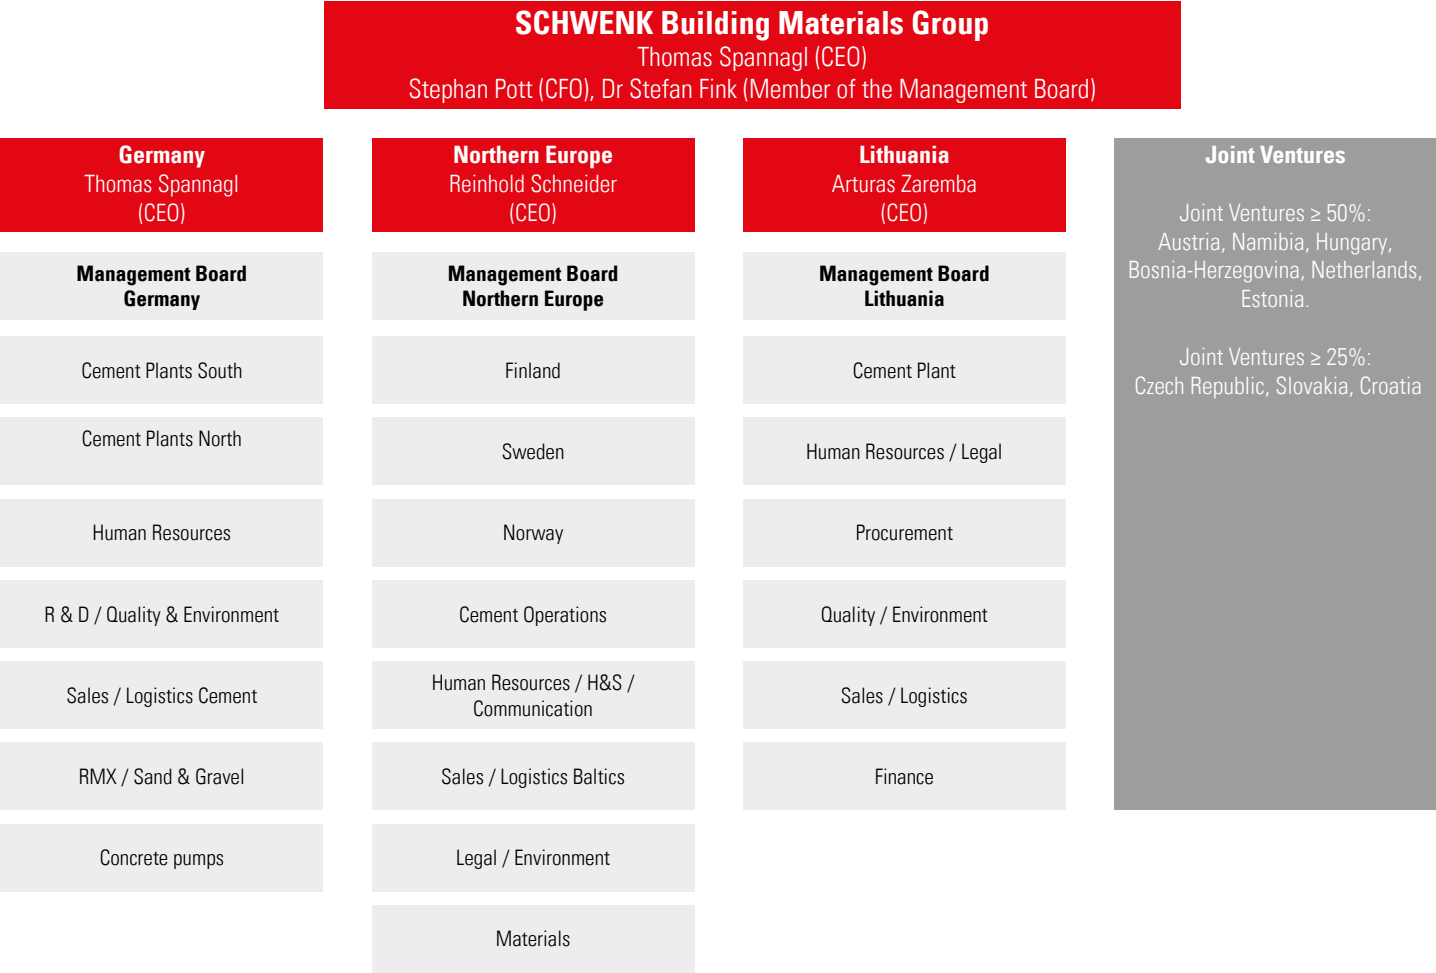 SCHWENK Building Materials Group
Thomas Spannagl (CEO)
Stephan Pott (CFO), Dr Stefan Fink (Member of the Management Board)
Germany
Thomas Spannagl
(CEO)
Management Board
Germany
Cement Plants South
Cement Plants North
Human Resources
R & D / Quality & Environment
Sales / Logistics Cement
RMX / Sand & Gravel
Concrete pumps
Northern Europe
Reinhold Schneider
(CEO)
Management Board
Northern Europe
Finland
Sweden
Norway
Cement Operations
Human Resources / H&S /
Communication
Sales / Logistics Baltics
Legal / Environment
Materials
Lithuania
Arturas Zaremba
(CEO)
Management Board
Lithuania
Cement Plant
Human Resources / Legal
Procurement
Quality / Environment
Sales / Logistics
Finance
Joint Ventures
Joint Ventures ≥ 50%:
Austria, Namibia, Hungary,
Bosnia-Herzegovina, Netherlands,
Estonia.
Joint Ventures ≥ 25%:
Czech Republic, Slovakia, Croatia